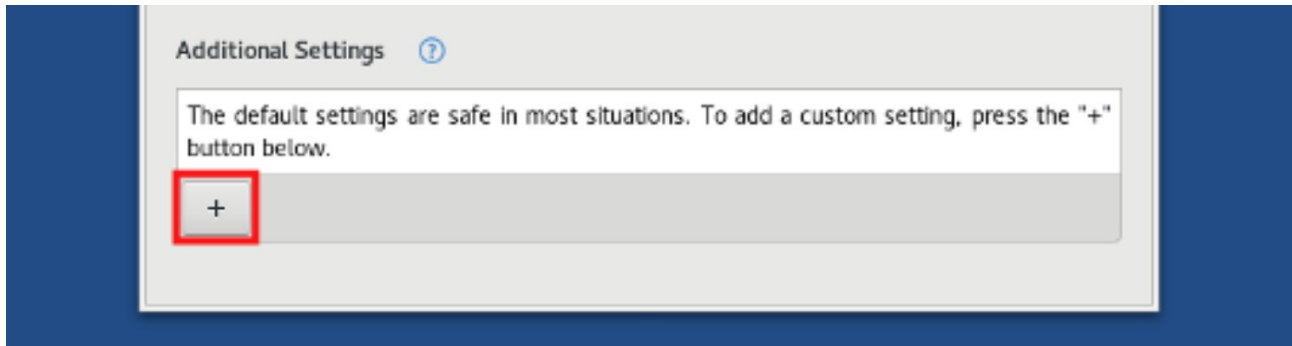 Additional Settings ?
The default settings are safe in most situations. To add a custom setting, press the "+"
button below.
+